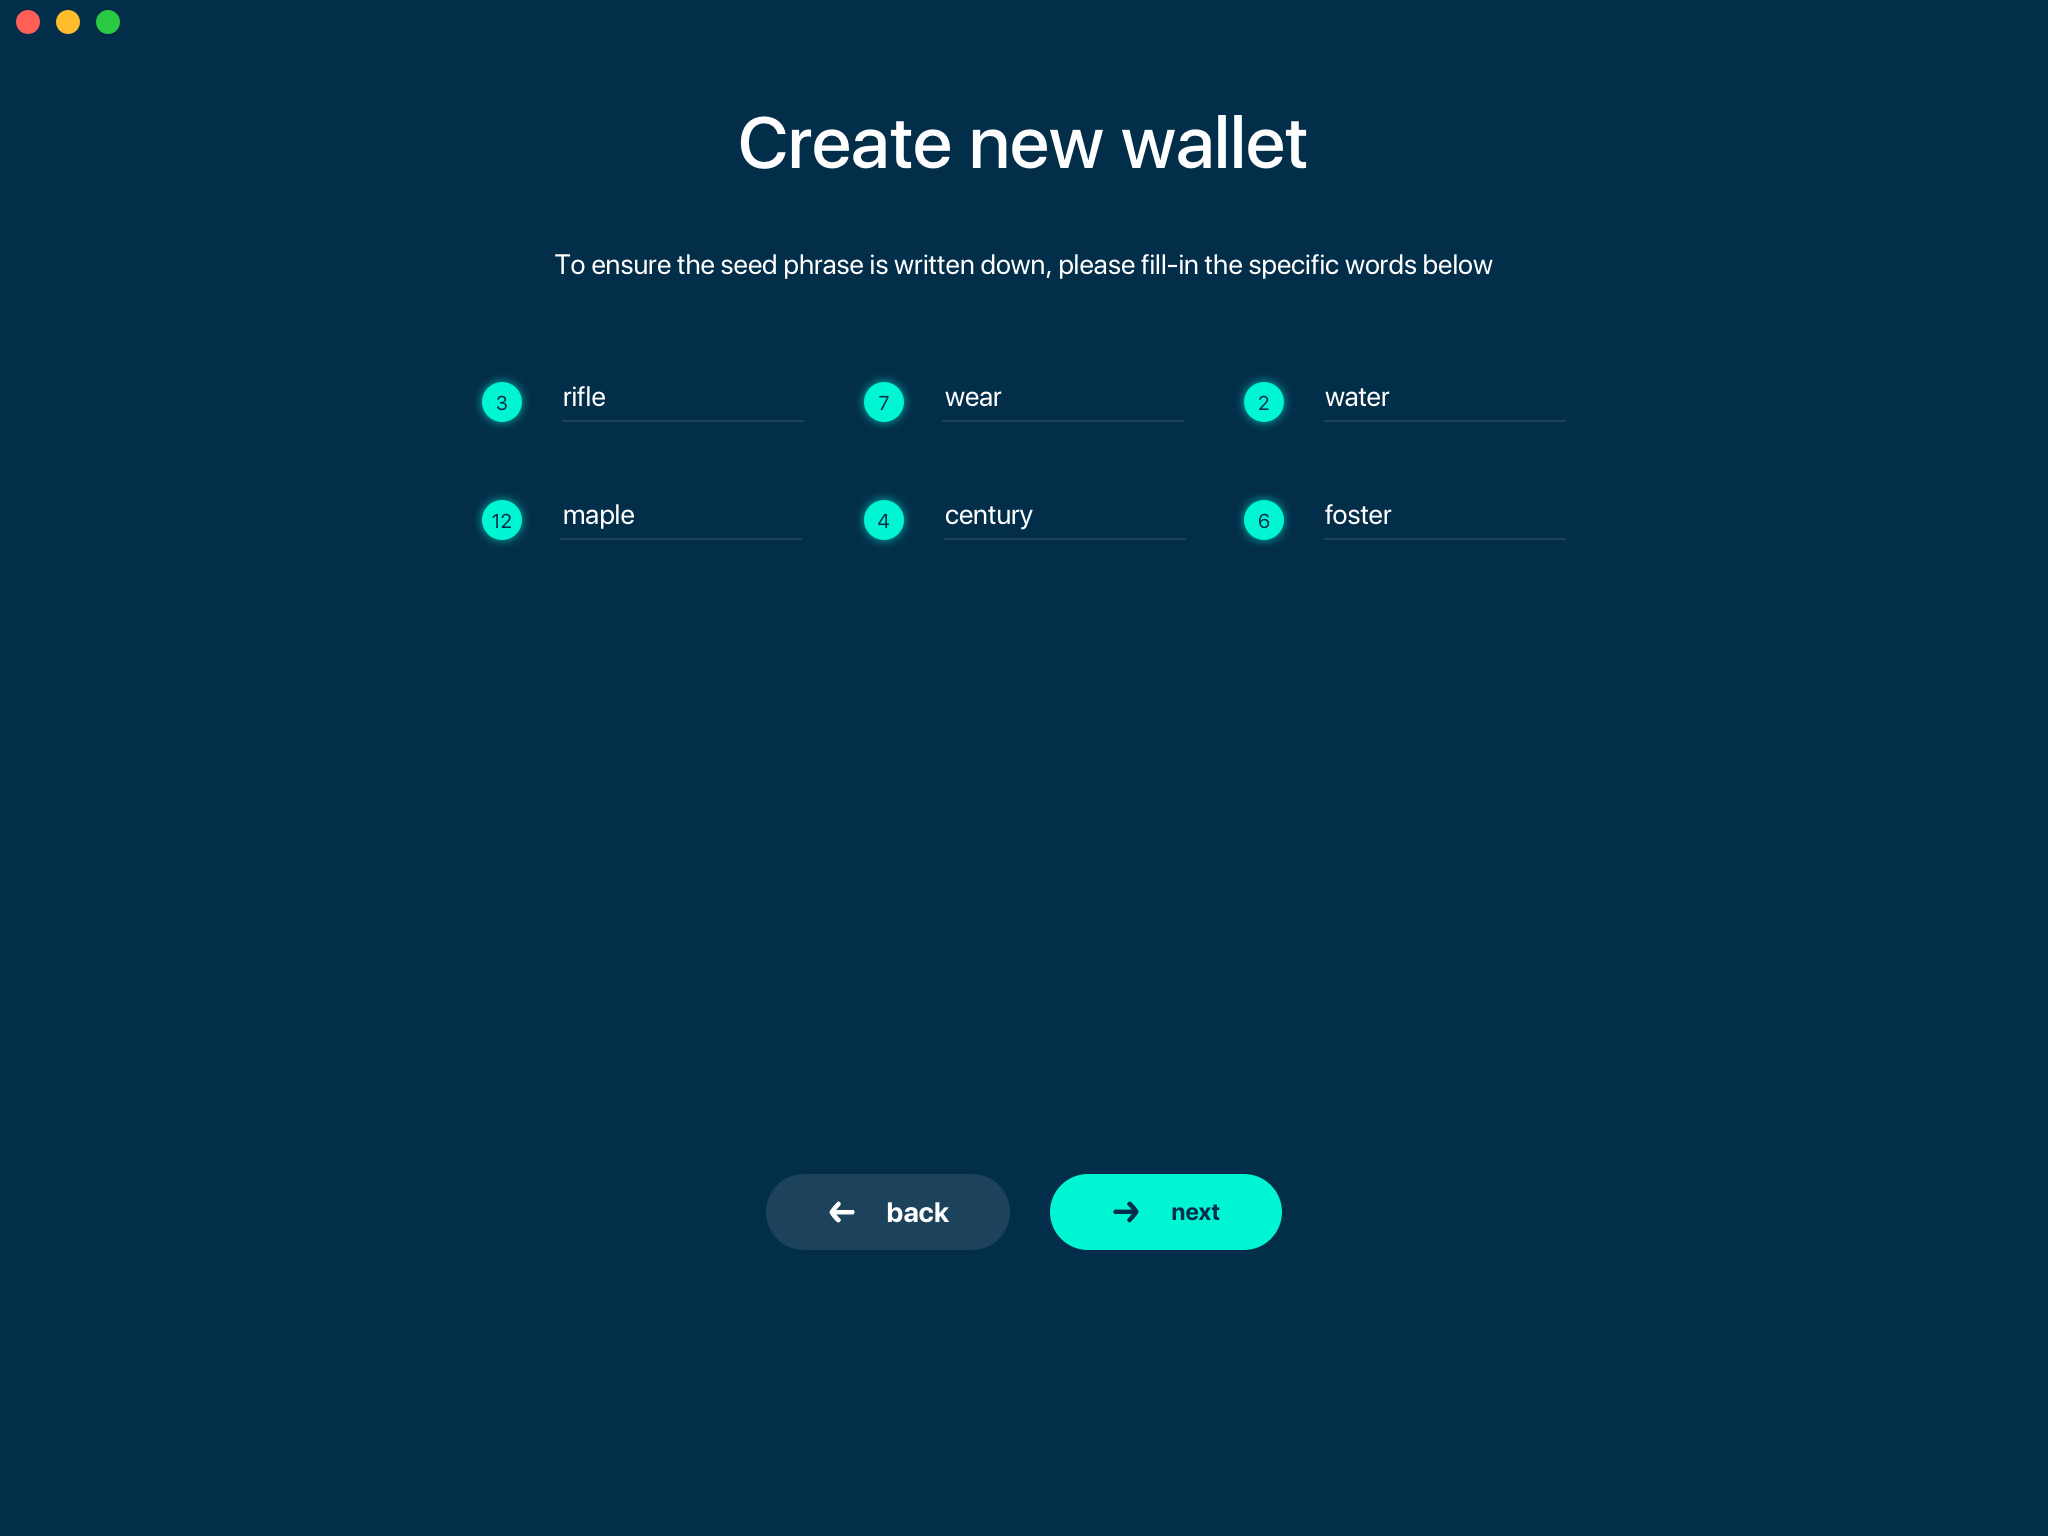 Create new wallet
To ensure the seed phrase is written down, please fill-in the specific words below
3 rifle 7 wear 2 water
12 maple 4 century 6 foster
back next